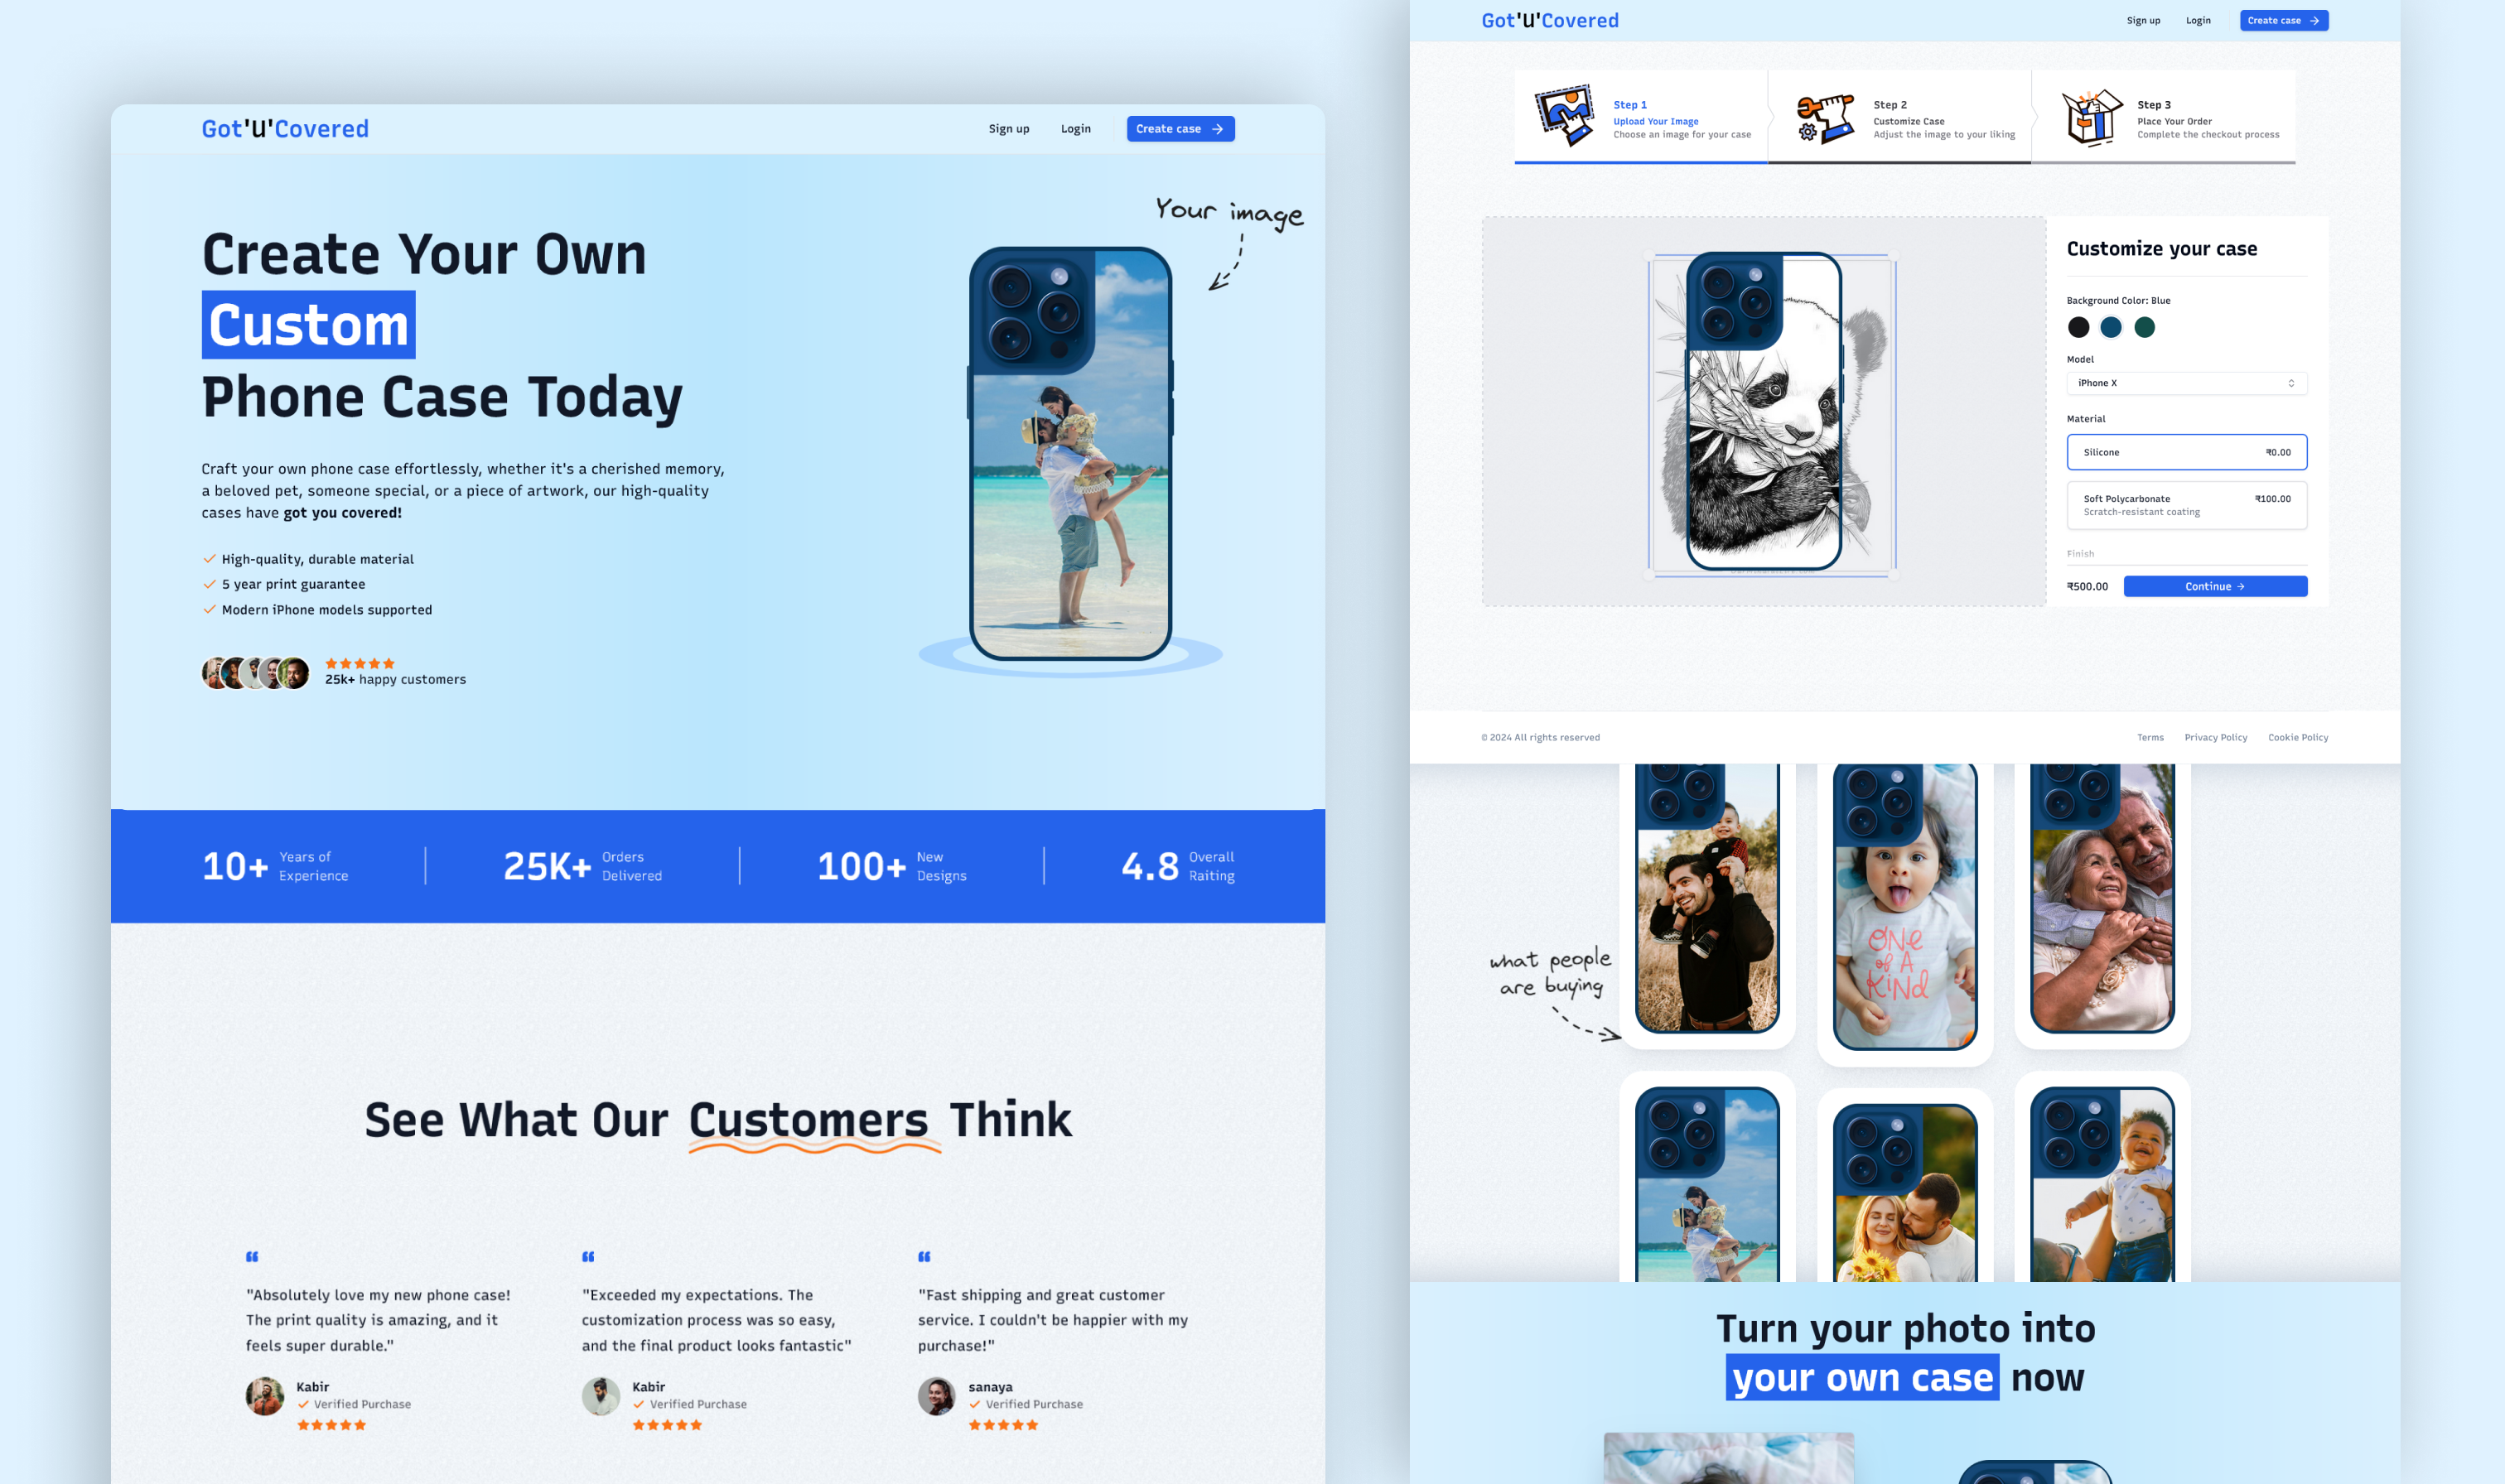 Got'U'Covered
Sign up
Login
Create case →
Your image
Create Your Own
Custom
Phone Case Today
Craft your own phone case effortlessly, whether it's a cherished memory,
a beloved pet, someone special, or a piece of artwork, our high-quality
cases have got you covered!
High-quality, durable material
5 year print guarantee
Modern iPhone models supported
25k+ happy customers
10+ Years of
Experience
25K+ Orders
Delivered
100+ New
Designs
4.8 Overall
Raiting
See What Our Customers Think
"Absolutely love my new phone case!
The print quality is amazing, and it
feels super durable."
Kabir
Verified Purchase
"Exceeded my expectations. The
customization process was so easy,
and the final product looks fantastic"
Kabir
Verified Purchase
"Fast shipping and great customer
service. I couldn't be happier with my
purchase!"
sanaya
Verified Purchase
Got'U'Covered
Sign up
Login
Create case →
Step 1
Upload Your Image
Choose an image for your case
Step 2
Customize Case
Adjust the image to your liking
Step 3
Place Your Order
Complete the checkout process
Customize your case
Background Color: Blue
Model
iPhone X
Material
Silicone ₹0.00
Soft Polycarbonate ₹100.00
Scratch-resistant coating
Finish
₹500.00
Continue →
© 2024 All rights reserved
Terms
Privacy Policy
Cookie Policy
what people
are buying
ONE
of A
KiNd
Turn your photo into
your own case now